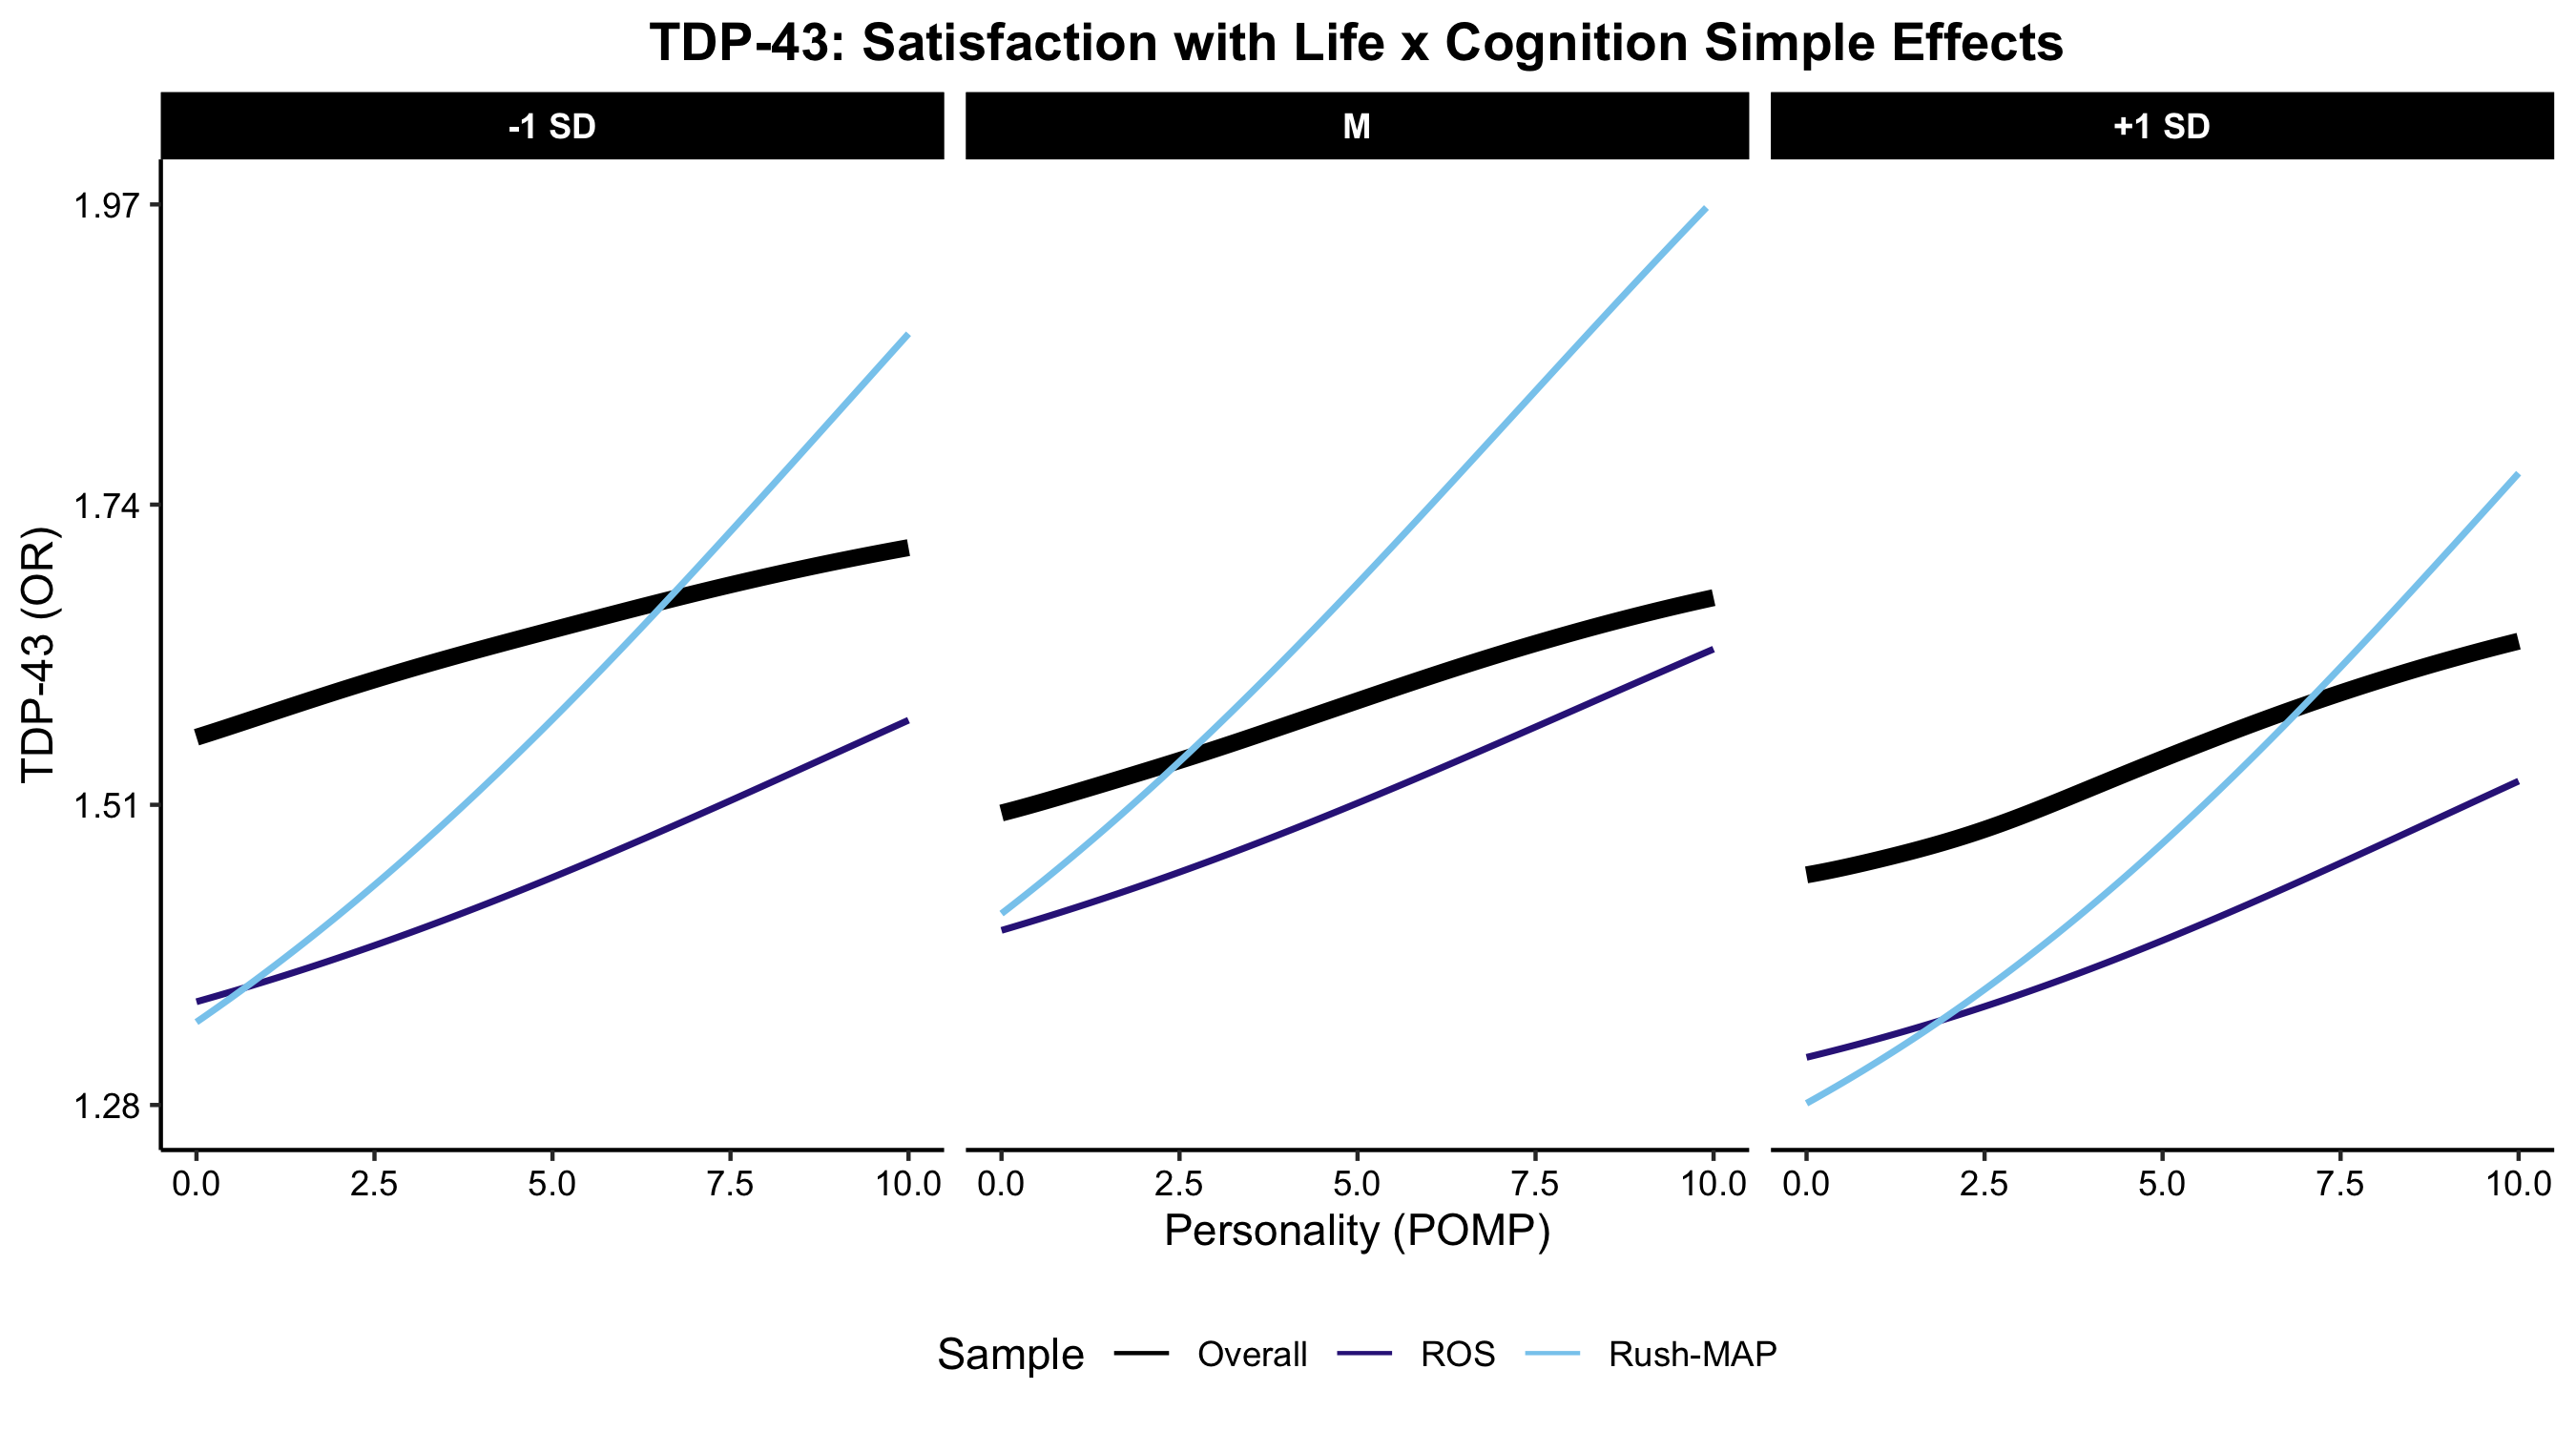 TDP-43: Satisfaction with Life x Cognition Simple Effects
-1 SD M +1 SD
TDP-43 (OR)
1.97
1.74
1.51
1.28
0.0 2.5 5.0 7.5 10.0 0.0 2.5 5.0 7.5 10.0 0.0 2.5 5.0 7.5 10.0
Personality (POMP)
Sample Overall ROS Rush-MAP